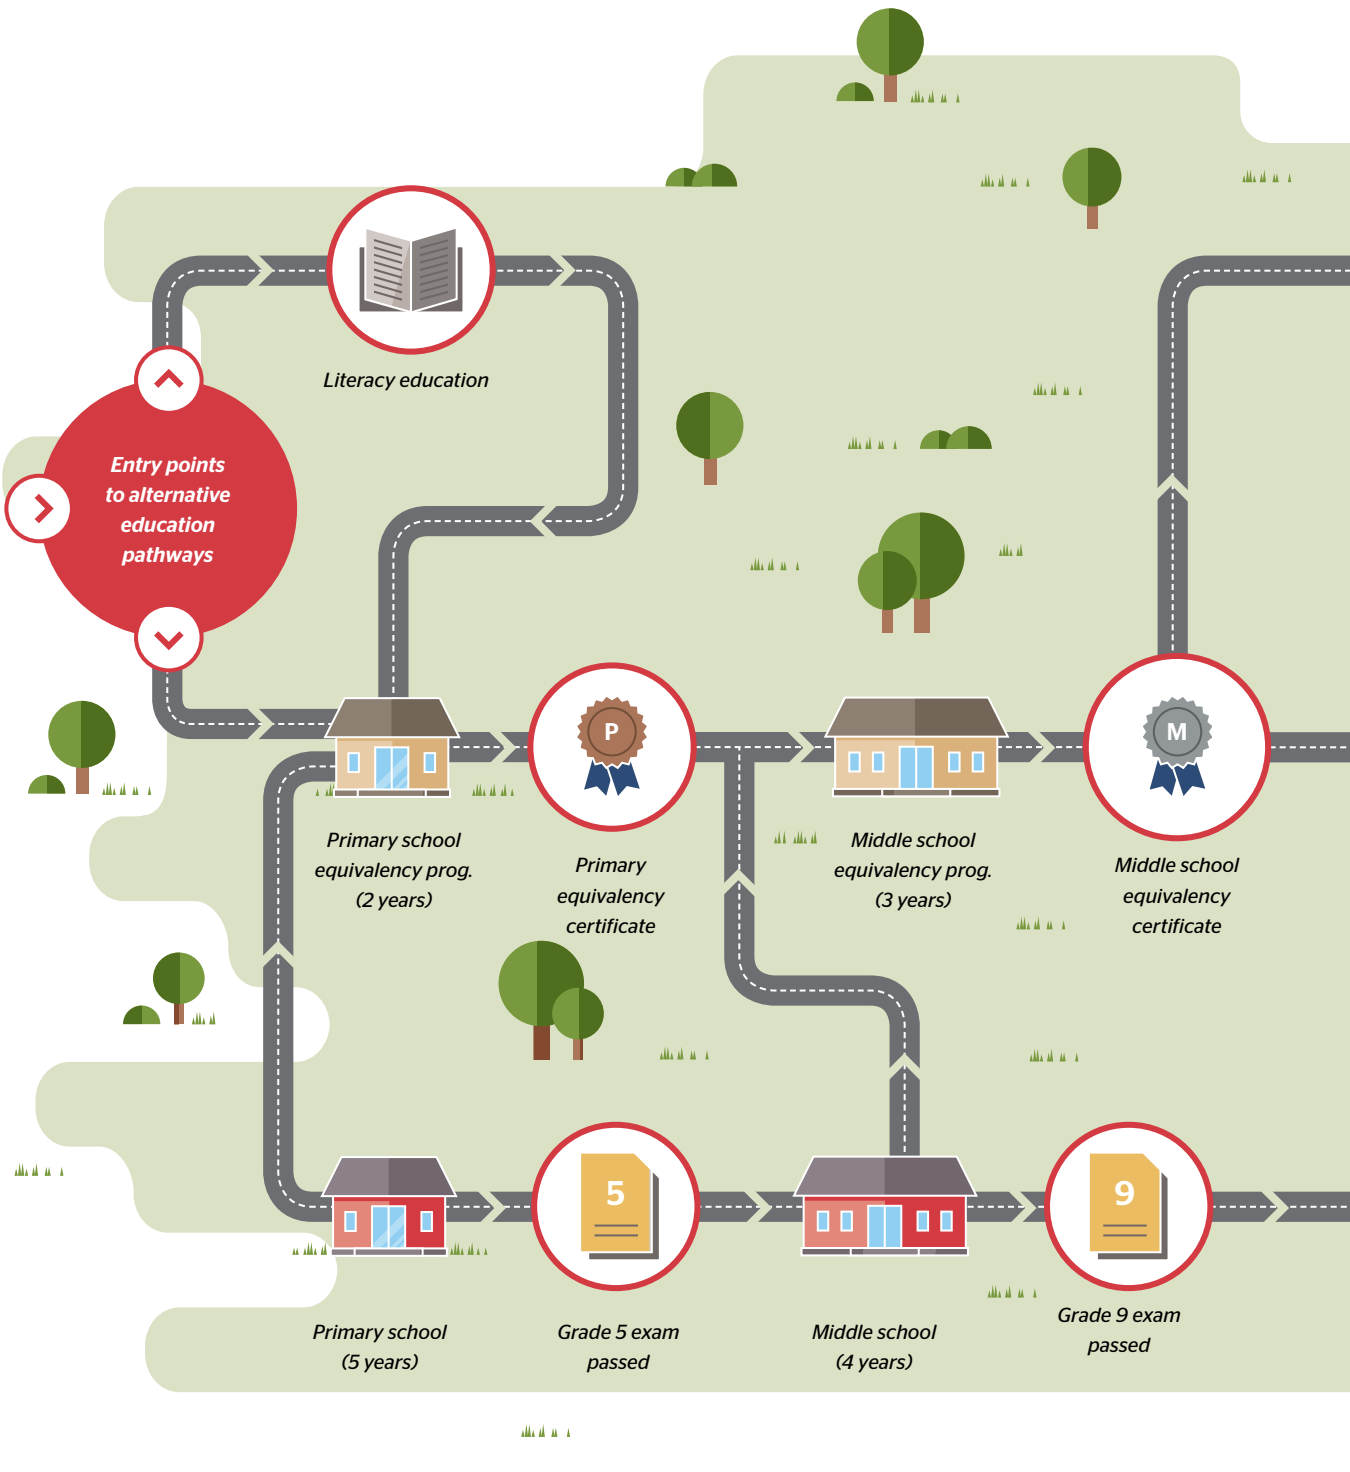 Literacy education
Entry points
to alternative
education
pathways
P
M
Primary school
equivalency prog.
(2 years)
Primary
equivalency
certificate
Middle school
equivalency prog.
(3 years)
Middle school
equivalency
certificate
5
9
Primary school
(5 years)
Grade 5 exam
passed
Middle school
(4 years)
Grade 9 exam
passed